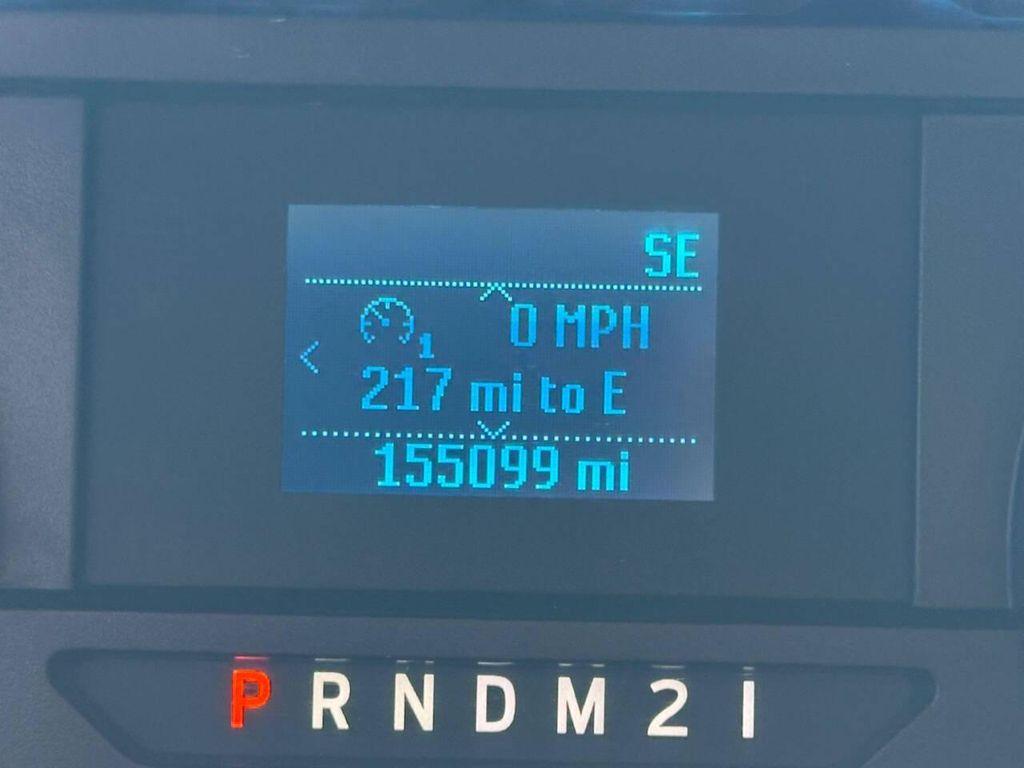 SE
0 MPH
1
217 mi to E
155099 mi
P R N D M 2 1